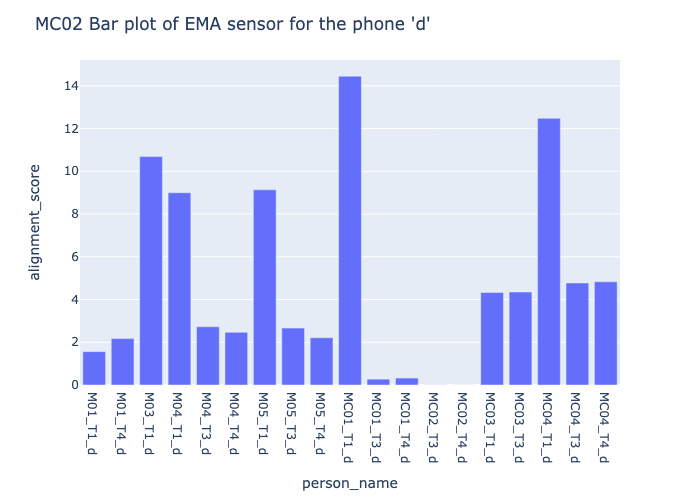 MC02 Bar plot of EMA sensor for the phone 'd'
alignment_score
14
12
10
8
6
4
2
0
M01_T1_d
M01_T4_d
M03_T1_d
M04_T1_d
M04_T3_d
M04_T4_d
M05_T1_d
M05_T3_d
M05_T4_d
MC01_T1_d
MC01_T3_d
MC01_T4_d
MC02_T3_d
MC02_T4_d
MC03_T1_d
MC03_T3_d
MC04_T1_d
MC04_T3_d
MC04_T4_d
person_name